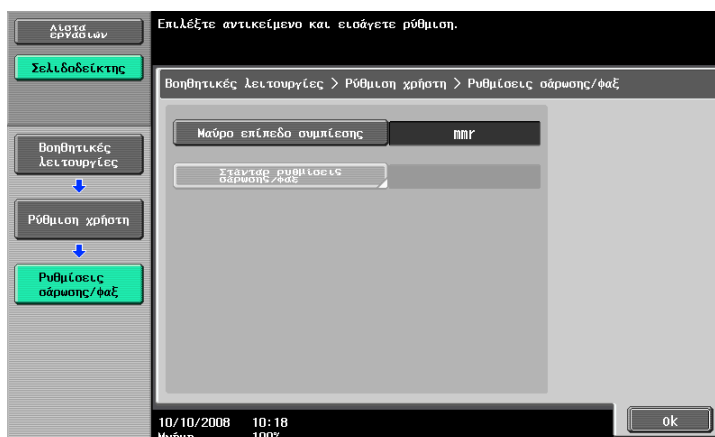 Λίστα
εργασιών
Επιλέξτε αντικείμενο και εισάγετε ρύθμιση.
Σελιδοδείκτης
Βοηθητικές λειτουργίες > Ρύθμιση χρήστη > Ρυθμίσεις σάρωσης/φαξ
Μαύρο επίπεδο συμπίεσης
mmr
Στάνταρ ρυθμίσεις
σάρωσης/φαξ
Βοηθητικές
λειτουργίες
Ρύθμιση χρήστη
Ρυθμίσεις
σάρωσης/φαξ
10/10/2008 10:18
Μνήμη 100%
ok